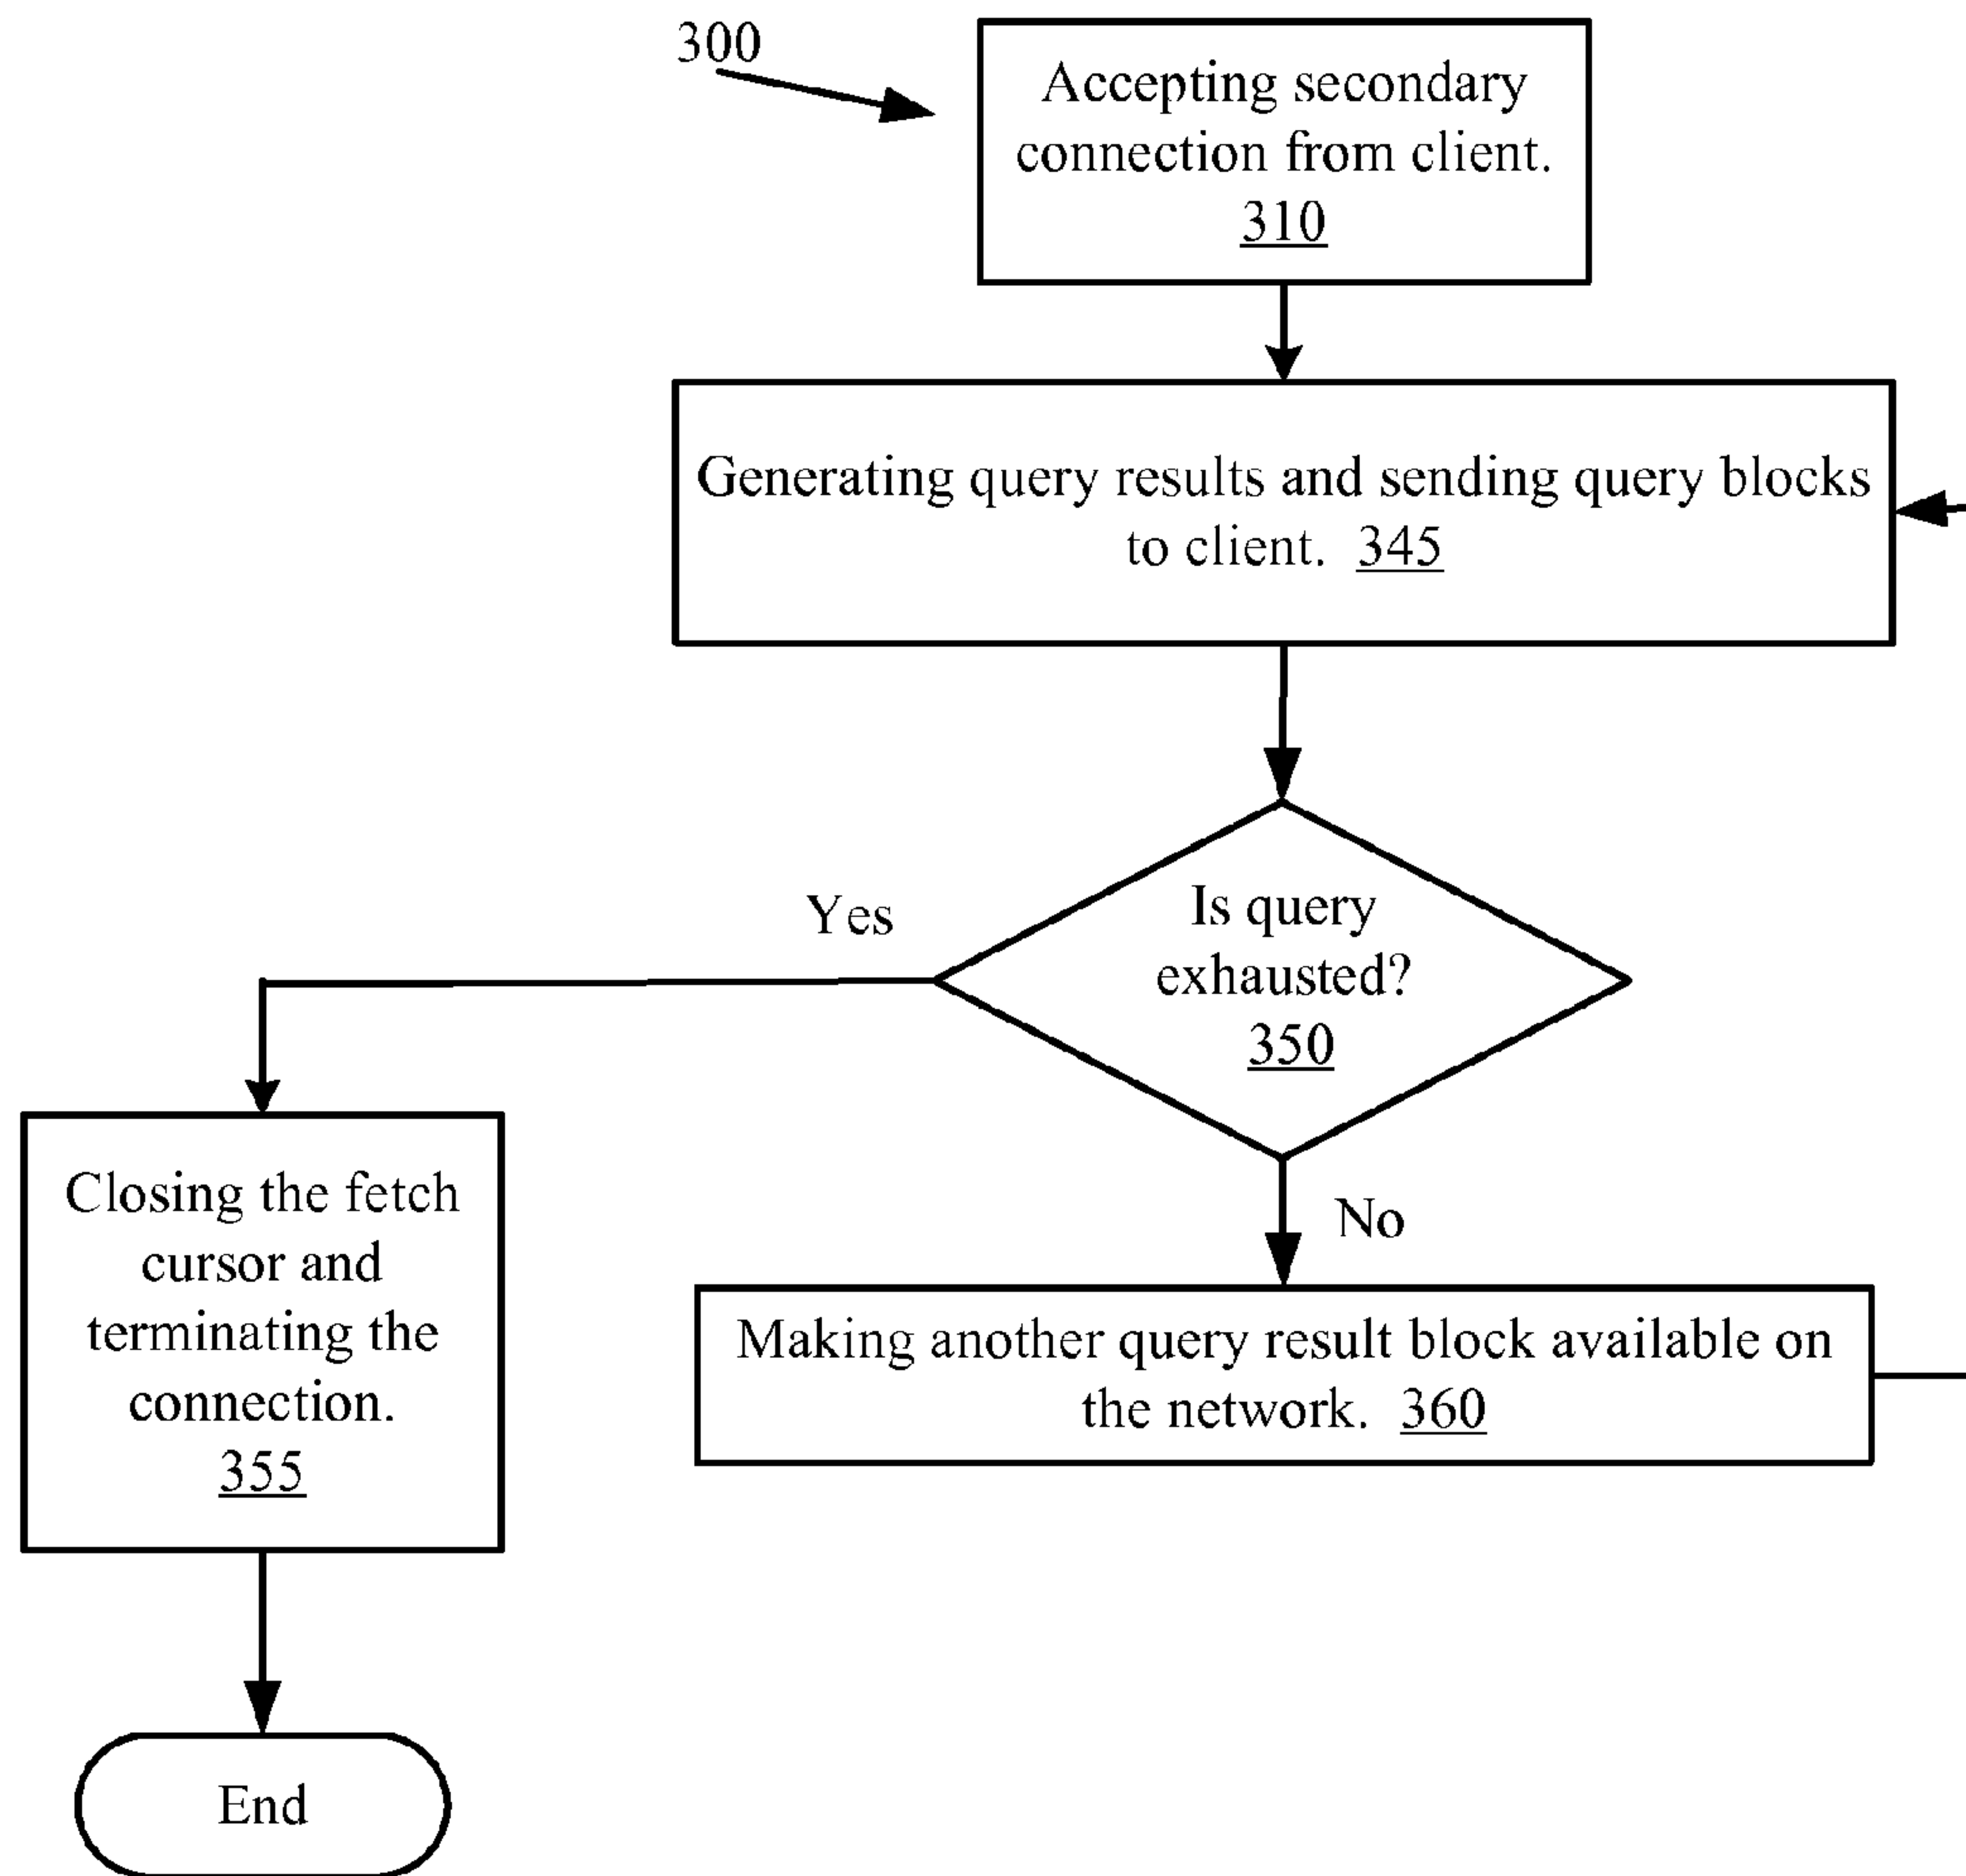 300
Accepting secondary
connection from client.
310
Generating query results and sending query blocks
to client. 345
Is query
exhausted?
350
Yes
No
Closing the fetch
cursor and
terminating the
connection.
355
Making another query result block available on
the network. 360
End